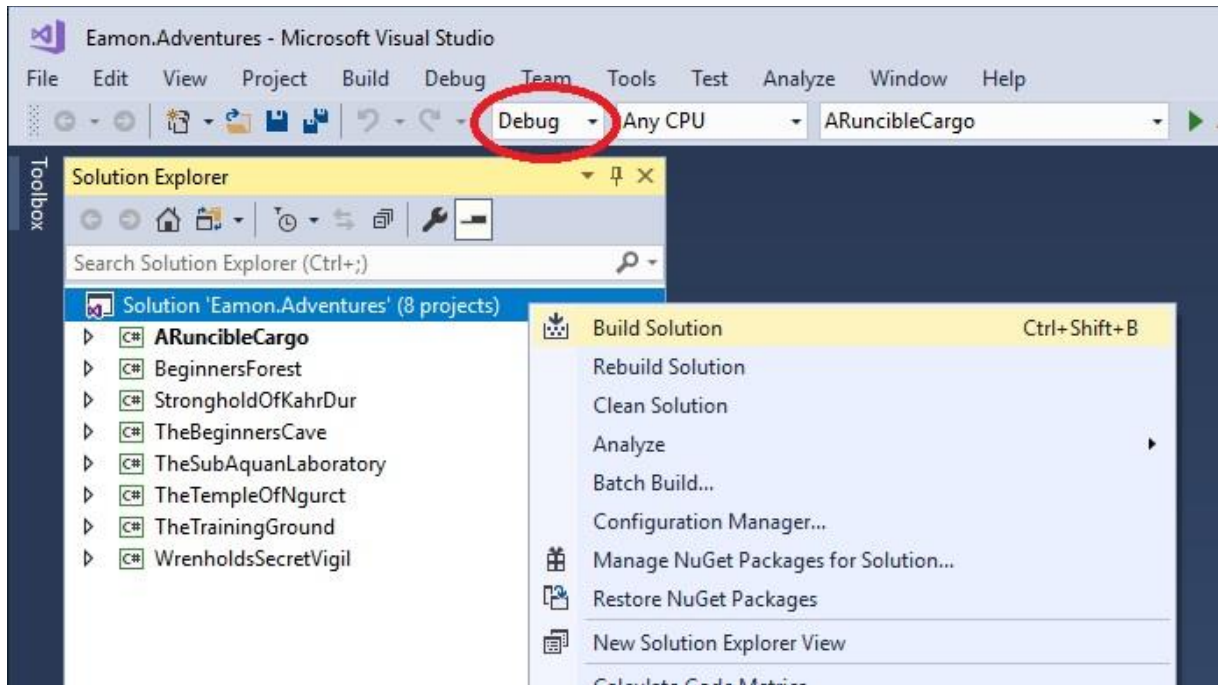 Eamon.Adventures - Microsoft Visual Studio
File Edit View Project Build Debug Team Tools Test Analyze Window Help
Debug Any CPU ARuncibleCargo
Toolbox
Solution Explorer
Search Solution Explorer (Ctrl+;)
Solution 'Eamon.Adventures' (8 projects)
C# ARuncibleCargo
C# BeginnersForest
C# StrongholdOfKahrDur
C# TheBeginnersCave
C# TheSubAquanLaboratory
C# TheTempleOfNgurct
C# TheTrainingGround
C# WrenholdsSecretVigil
Build Solution Ctrl+Shift+B
Rebuild Solution
Clean Solution
Analyze
Batch Build...
Configuration Manager...
Manage NuGet Packages for Solution...
Restore NuGet Packages
New Solution Explorer View
Calculate Code Metrics